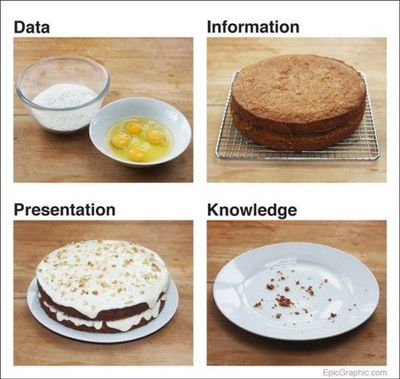 Data
Information
Presentation
Knowledge
EpicGraphic.com